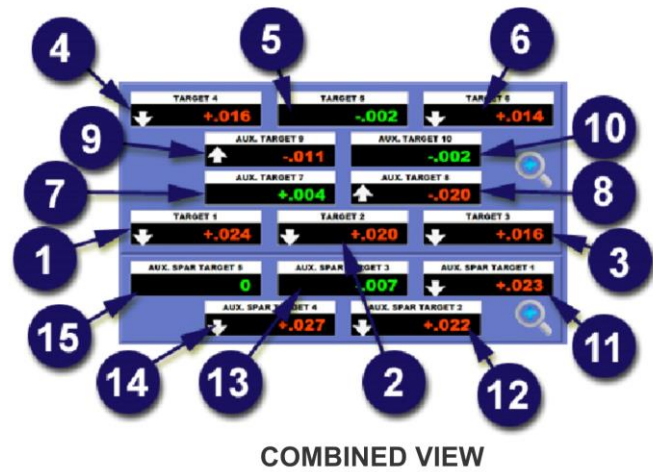 4 5 6
TARGET 4 TARGET 5 TARGET 6
+.016 -.002 +.014
9 AUX. TARGET 9 AUX. TARGET 10 10
-.011 -.002
7 AUX. TARGET 7 AUX. TARGET 8 8
+.004 -.020
TARGET 1 TARGET 2 TARGET 3
1 +.024 +.020 +.016 3
AUX. SPAR TARGET 5 AUX. SPAR TARGET 3 AUX. SPAR TARGET 1
0 .007 +.023
15 AUX. SPAR TARGET 4 AUX. SPAR TARGET 2 11
+.027 +.022
14 13 2 12
COMBINED VIEW